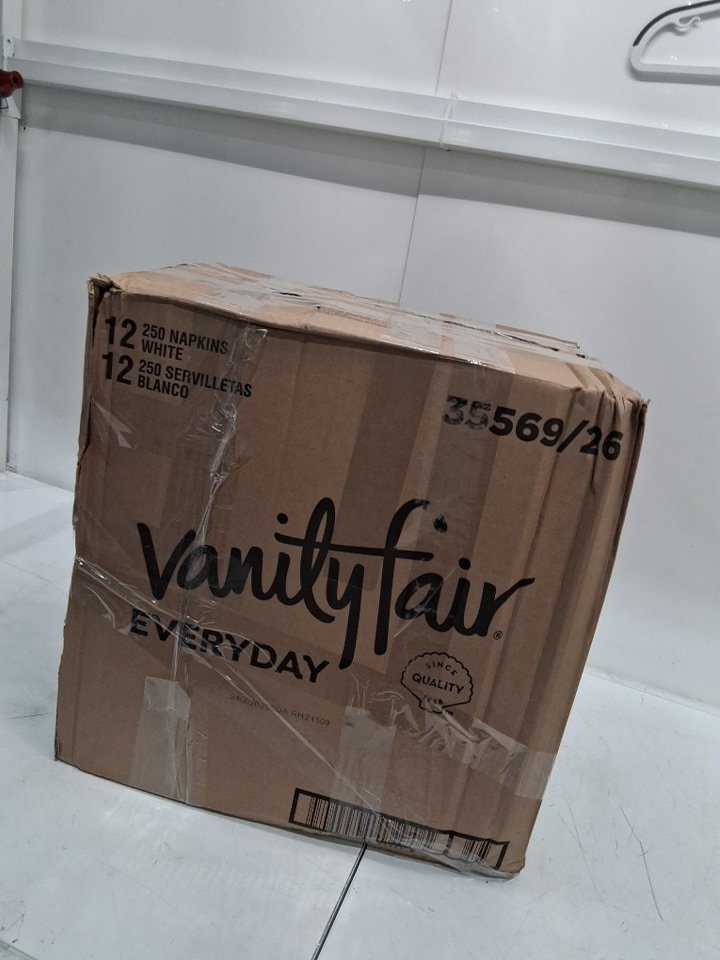 12 250 NAPKINS
WHITE
12 250 SERVILLETAS
BLANCO
35569/26
Vanity fair®
EVERYDAY
SINCE
QUALITY